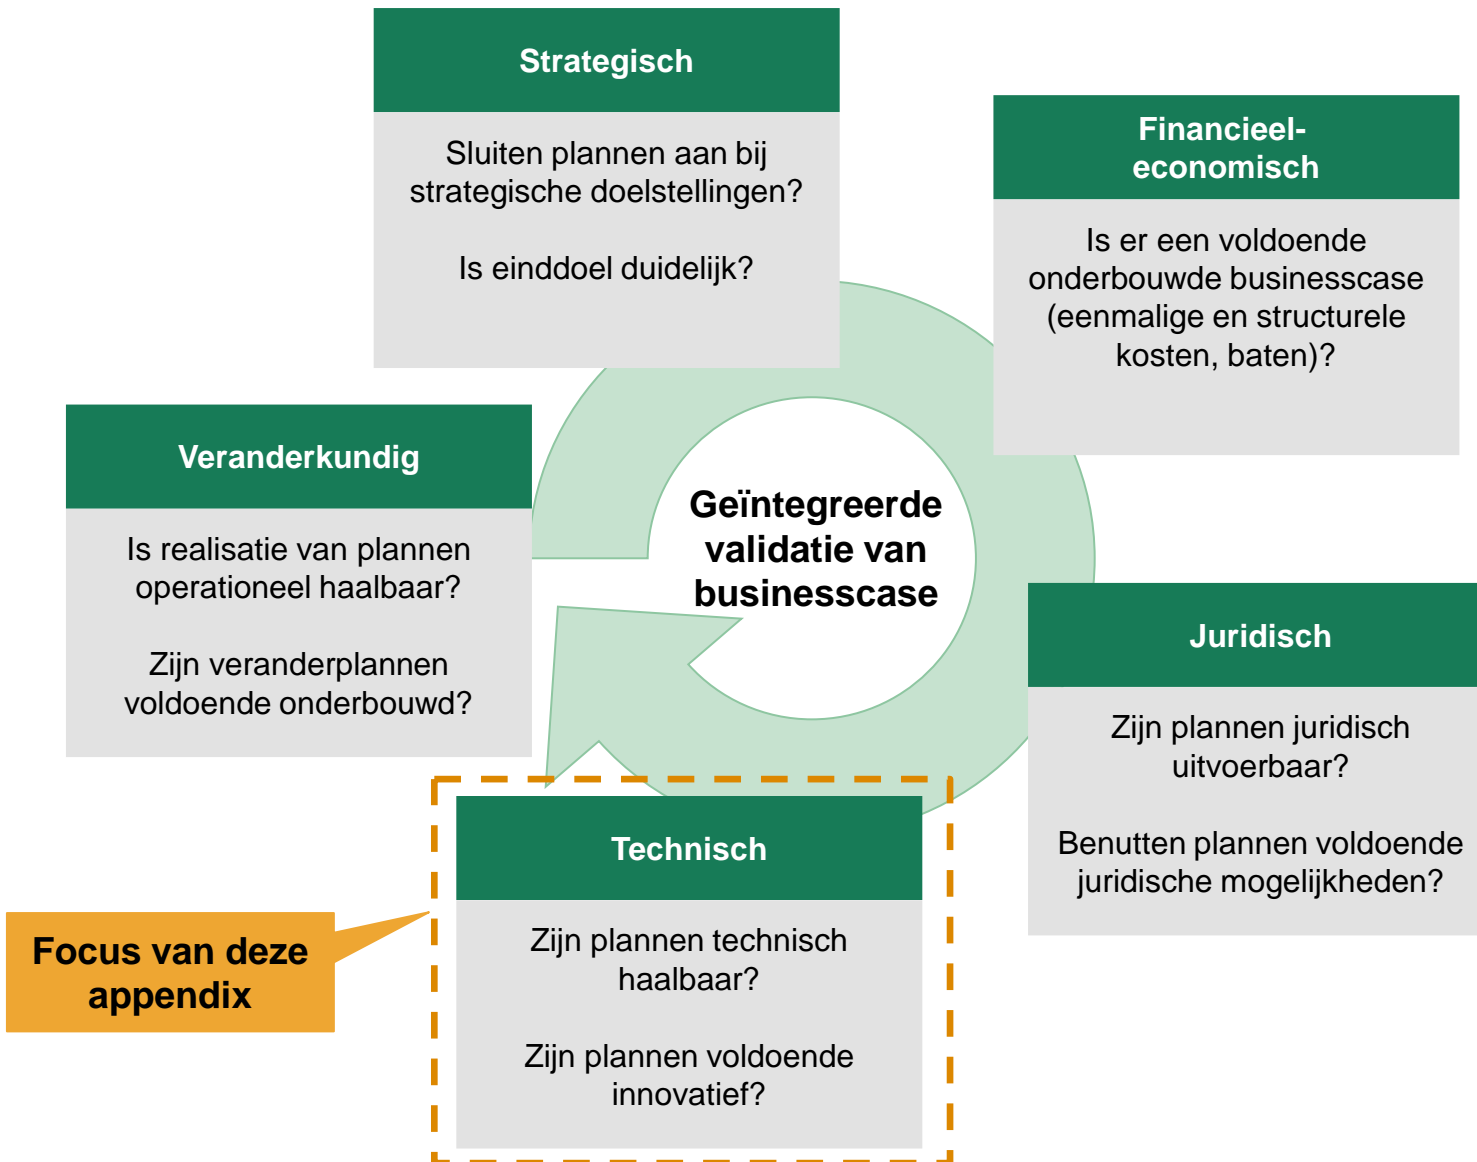 Strategisch
Sluiten plannen aan bij
strategische doelstellingen?
Is einddoel duidelijk?
Financieel-
economisch
Is er een voldoende
onderbouwde businesscase
(eenmalige en structurele
kosten, baten)?
Veranderkundig
Is realisatie van plannen
operationeel haalbaar?
Zijn veranderplannen
voldoende onderbouwd?
Geïntegreerde
validatie van
businesscase
Juridisch
Zijn plannen juridisch
uitvoerbaar?
Benutten plannen voldoende
juridische mogelijkheden?
Technisch
Zijn plannen technisch
haalbaar?
Zijn plannen voldoende
innovatief?
Focus van deze
appendix